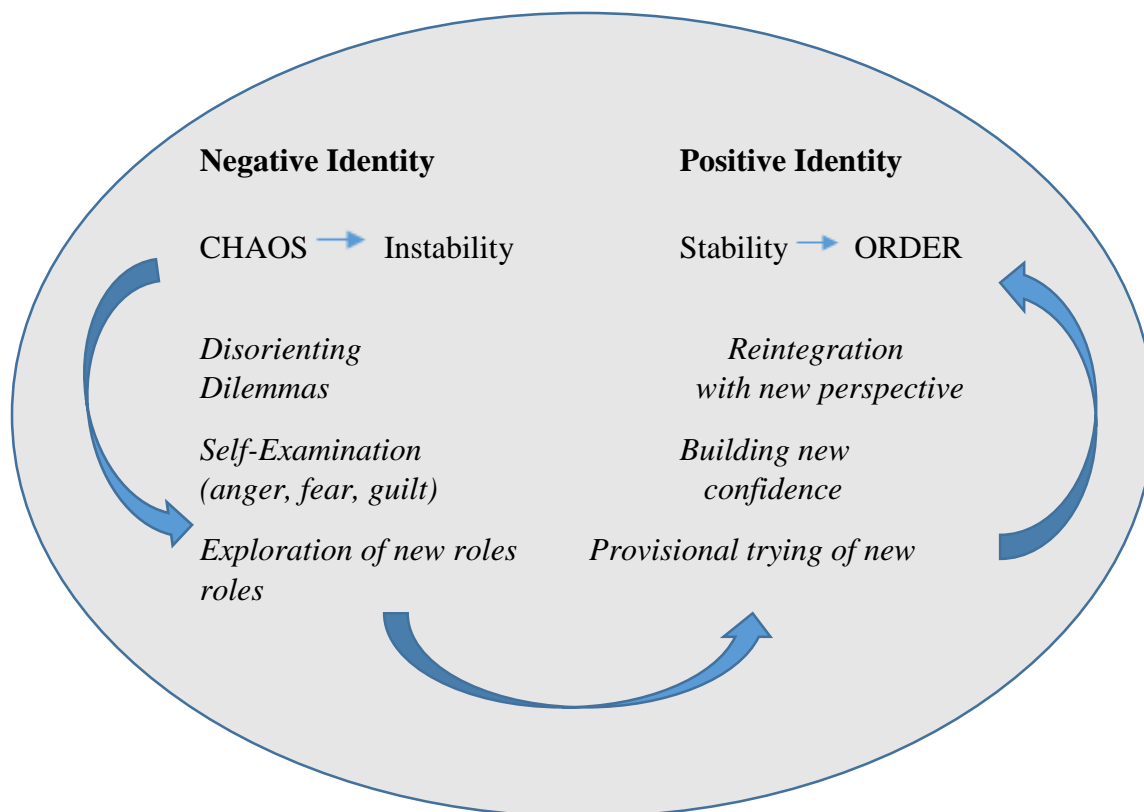 Negative Identity
Positive Identity
CHAOS Instability
Stability ORDER
Disorienting
Dilemmas
Reintegration
with new perspective
Self-Examination
(anger, fear, guilt)
Building new
confidence
Exploration of new roles
Provisional trying of new
roles